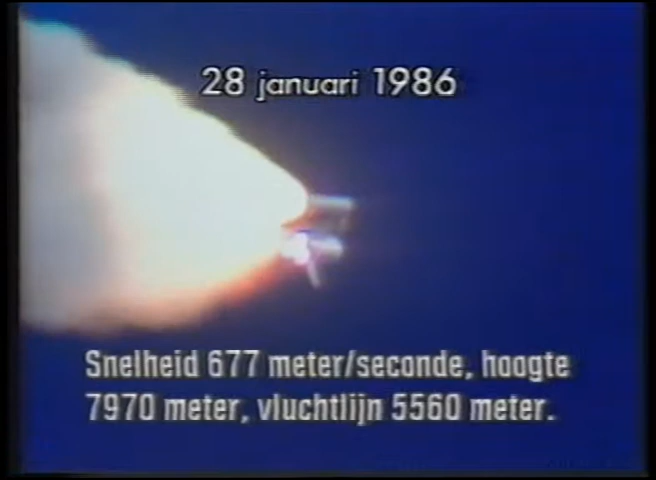 28 januari 1986
Snelheid 677 meter/seconde, hoogte
7970 meter, vluchtlijn 5560 meter.